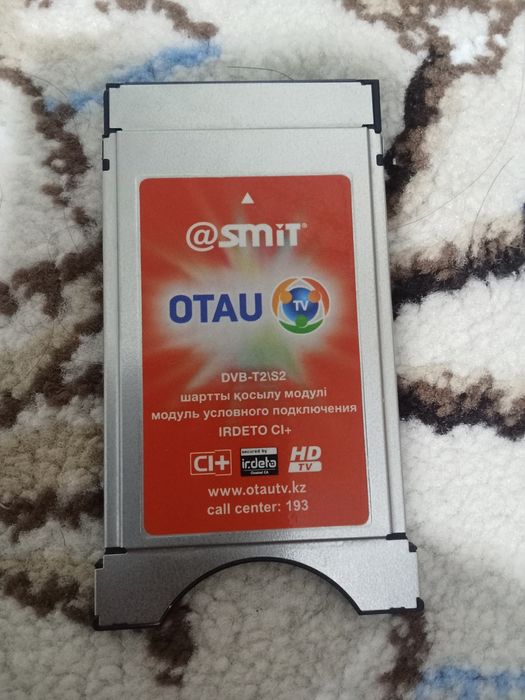 @SMiT®
OTAU TV
DVB-T2\S2
шартты қосылу модулі
модуль условного подключения
IRDETO CI+
CI+
secured by
irdeto
HD
TV
www.otautv.kz
call center: 193